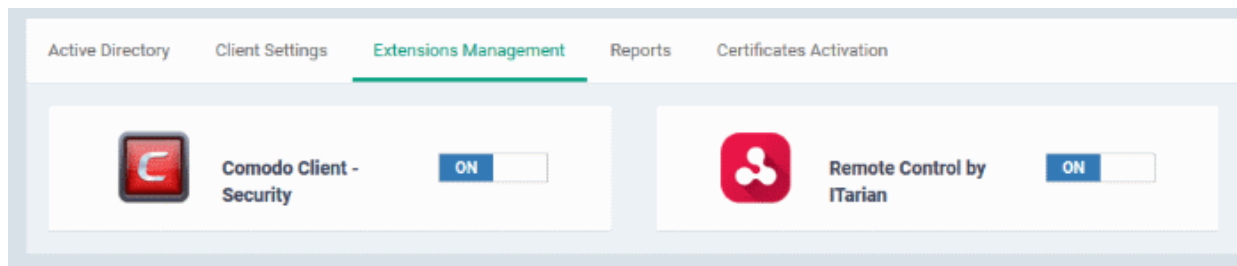 Active Directory Client Settings Extensions Management Reports Certificates Activation
C
Comodo Client -
Security
ON
Remote Control by
ITarian
ON